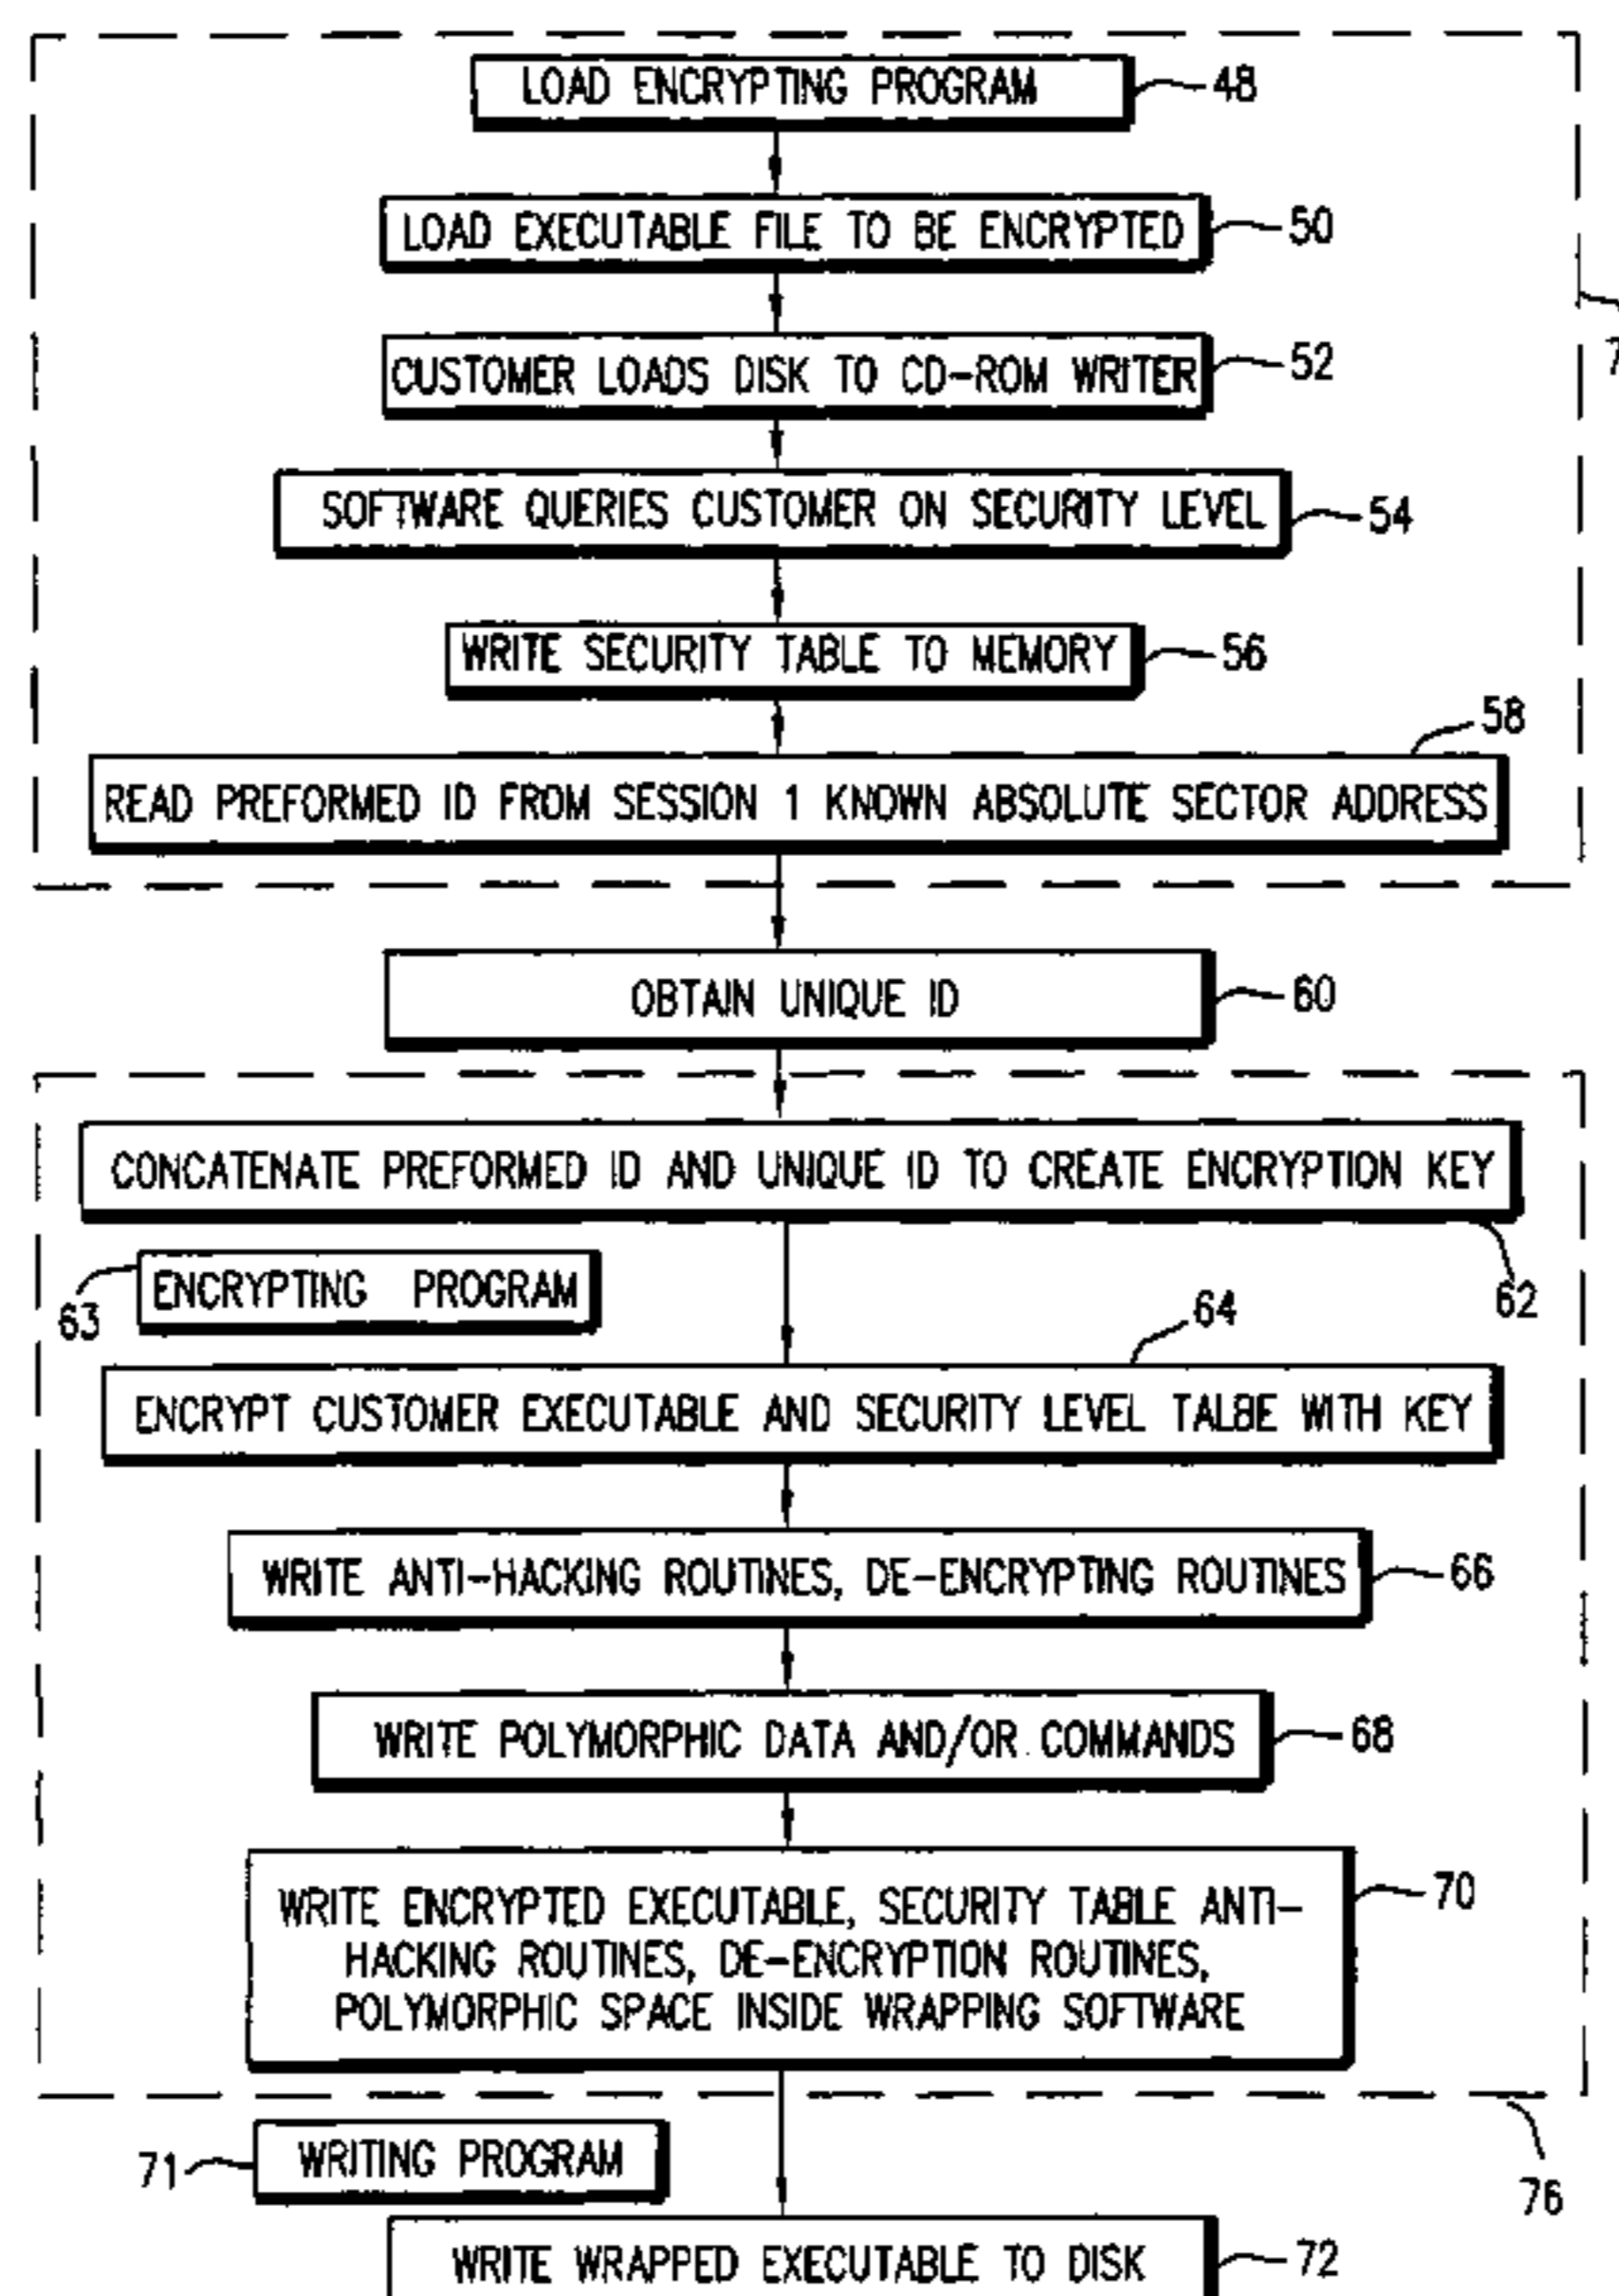 LOAD ENCRYPTING PROGRAM
48
LOAD EXECUTABLE FILE TO BE ENCRYPTED
50
7
CUSTOMER LOADS DISK TO CD-ROM WRITER
52
SOFTWARE QUERIES CUSTOMER ON SECURITY LEVEL
54
WRITE SECURITY TABLE TO MEMORY
56
58
READ PREFORMED ID FROM SESSION 1 KNOWN ABSOLUTE SECTOR ADDRESS
OBTAIN UNIQUE ID
60
CONCATENATE PREFORMED ID AND UNIQUE ID TO CREATE ENCRYPTION KEY
62
ENCRYPTING PROGRAM
63
64
ENCRYPT CUSTOMER EXECUTABLE AND SECURITY LEVEL TALBE WITH KEY
WRITE ANTI-HACKING ROUTINES, DE-ENCRYPTING ROUTINES
66
WRITE POLYMORPHIC DATA AND/OR COMMANDS
68
WRITE ENCRYPTED EXECUTABLE, SECURITY TABLE ANTI-
HACKING ROUTINES, DE-ENCRYPTION ROUTINES,
POLYMORPHIC SPACE INSIDE WRAPPING SOFTWARE
70
76
WRITING PROGRAM
71
WRITE WRAPPED EXECUTABLE TO DISK
72